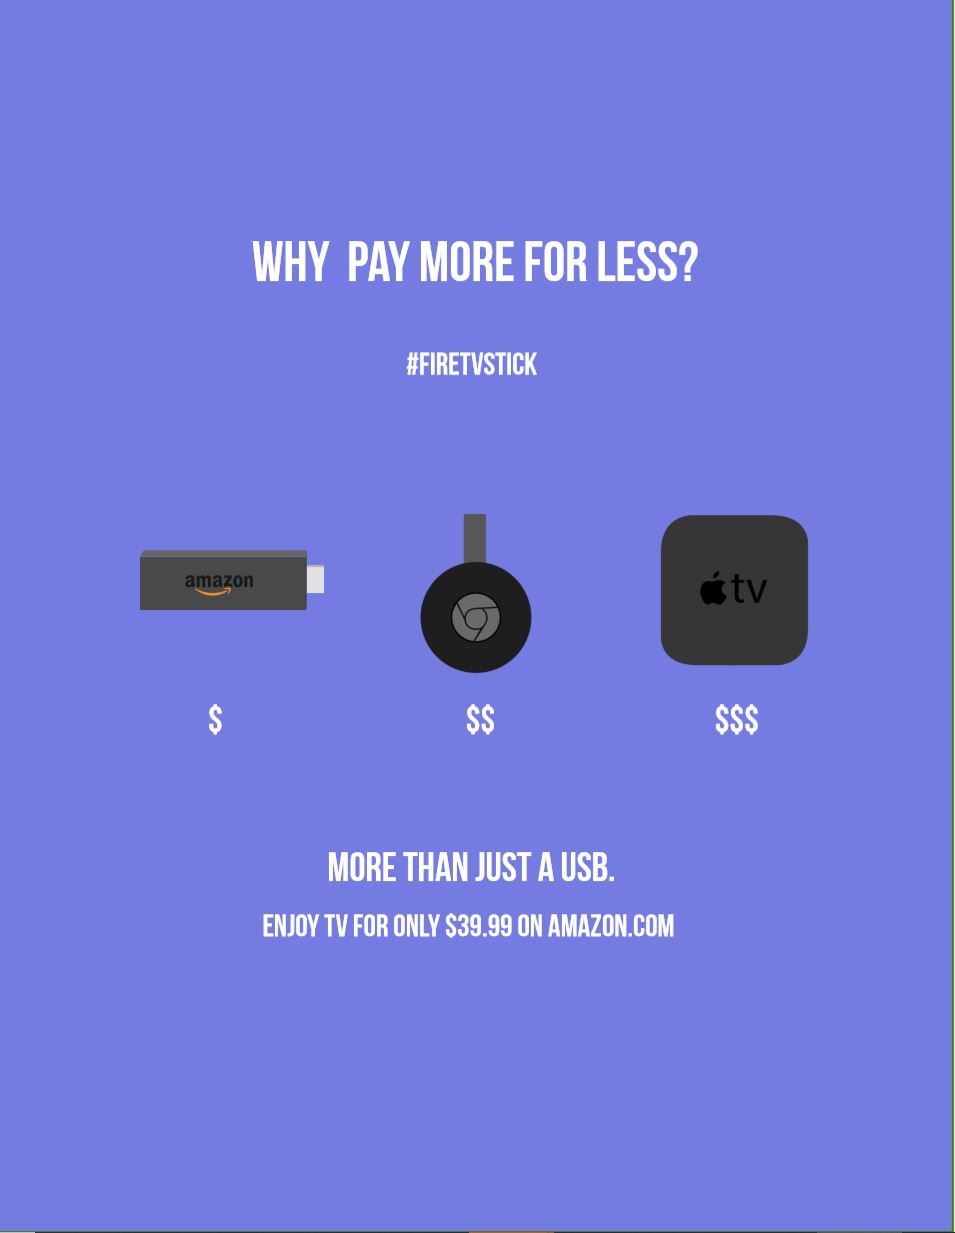 WHY PAY MORE FOR LESS?
#FIRETVSTICK
amazon
tv
$ $$ $$$
MORE THAN JUST A USB.
ENJOY TV FOR ONLY $39.99 ON AMAZON.COM